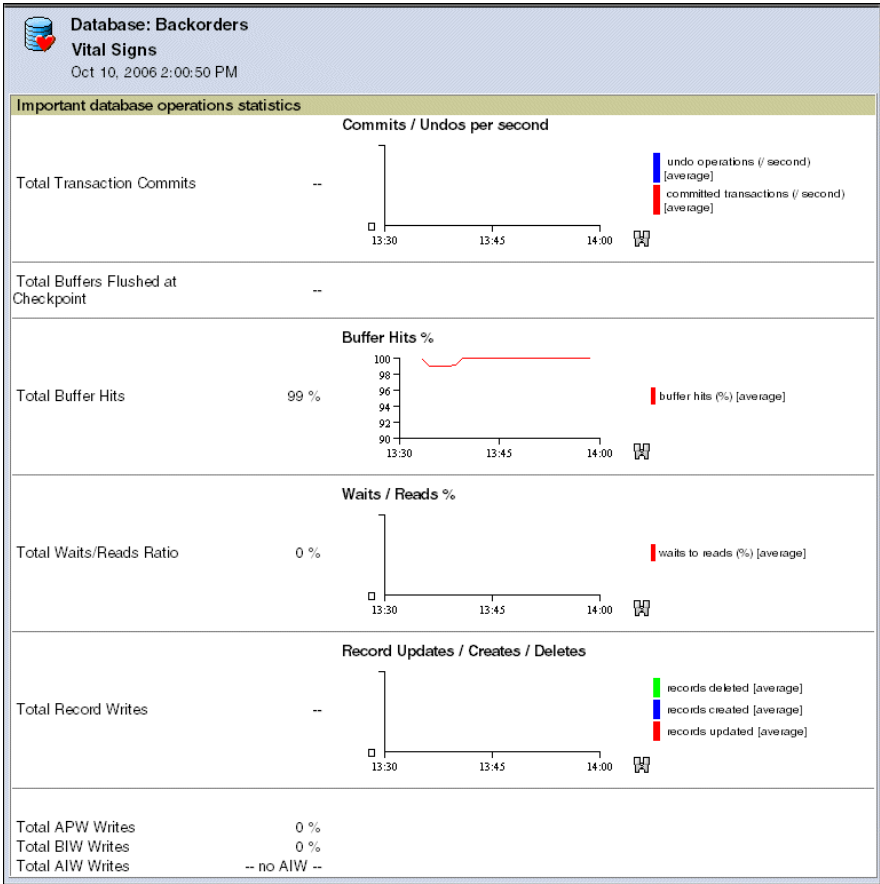 Database: Backorders
Vital Signs
Oct 10, 2006 2:00:50 PM
Important database operations statistics
Commits / Undos per second
Total Transaction Commits --
undo operations (/ second)
[average]
committed transactions (/ second)
[average]
0
13:30 13:45 14:00
Total Buffers Flushed at
Checkpoint
--
Buffer Hits %
Total Buffer Hits 99 %
100
98
96
94
92
90
13:30 13:45 14:00
buffer hits (%) [average]
Waits / Reads %
Total Waits/Reads Ratio 0 %
waits to reads (%) [average]
0
13:30 13:45 14:00
Record Updates / Creates / Deletes
Total Record Writes --
records deleted [average]
records created [average]
records updated [average]
0
13:30 13:45 14:00
Total APW Writes 0 %
Total BIW Writes 0 %
Total AIW Writes -- no AIW --